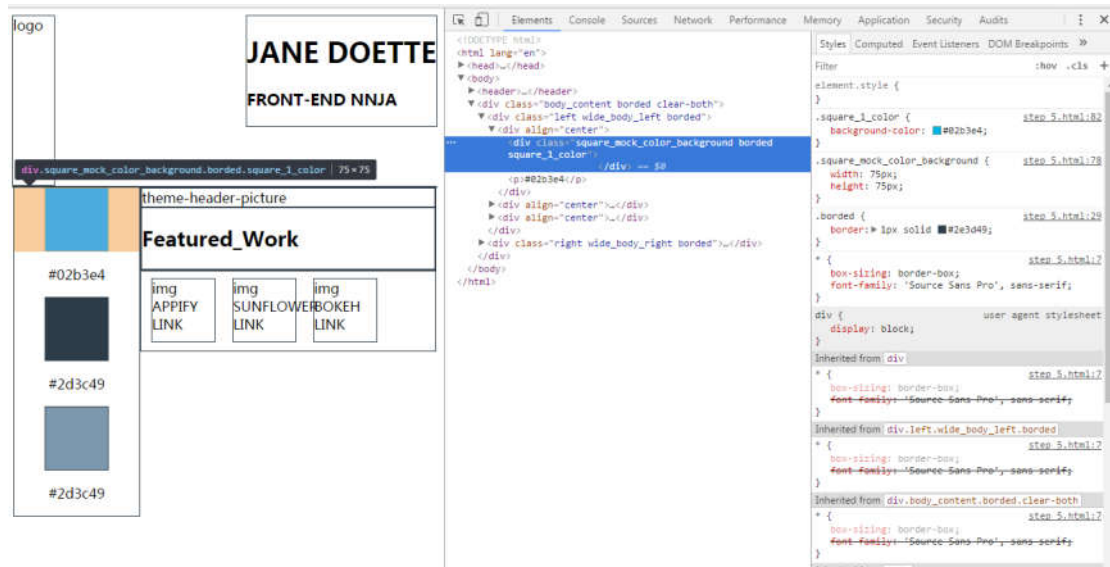 logo
JANE DOETTE
FRONT-END NNJA
div.square_mock_color_background.borded.square_1_color | 75×75
theme-header-picture
Featured_Work
#02b3e4
img
APPIFY
LINK
img
SUNFLOWER
LINK
img
BOKEH
LINK
#2d3c49
#2d3c49
Elements Console Sources Network Performance Memory Application Security Audits
<!DOCTYPE html>
<html lang="en">
<head>…</head>
<body>
<header>…</header>
<div class="body_content borded clear-both">
<div class="left wide_body_left borded">
<div align="center">
<div class="square_mock_color_background borded
square_1_color">
</div> == $0
<p>#02b3e4</p>
</div>
<div align="center">…</div>
<div align="center">…</div>
</div>
<div class="right wide_body_right borded">…</div>
</div>
</body>
</html>
Styles Computed Event Listeners DOM Breakpoints »
Filter :hov .cls +
element.style {
}
.square_1_color { step 5.html:82
background-color: #02b3e4;
}
.square_mock_color_background { step 5.html:78
width: 75px;
height: 75px;
}
.borded { step 5.html:29
border: 1px solid #2e3d49;
}
* { step 5.html:7
box-sizing: border-box;
font-family: 'Source Sans Pro', sans-serif;
}
div { user agent stylesheet
display: block;
}
Inherited from div
* { step 5.html:7
box-sizing: border-box;
font-family: 'Source Sans Pro', sans-serif;
}
Inherited from div.left.wide_body_left.borded
* { step 5.html:7
box-sizing: border-box;
font-family: 'Source Sans Pro', sans-serif;
}
Inherited from div.body_content.borded.clear-both
* { step 5.html:7
box-sizing: border-box;
font-family: 'Source Sans Pro', sans-serif;
}